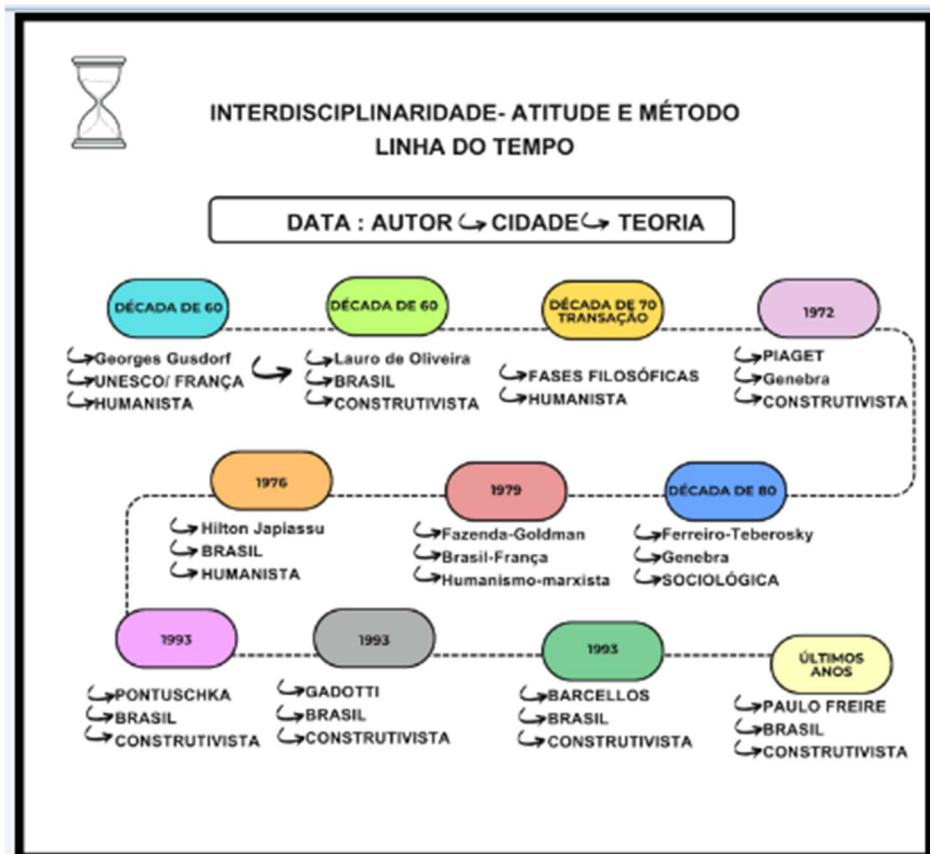 INTERDISCIPLINARIDADE- ATITUDE E MÉTODO
LINHA DO TEMPO
DATA : AUTOR CIDADE TEORIA
DÉCADA DE 60
Georges Gusdorf
UNESCO/ FRANÇA
HUMANISTA
DÉCADA DE 60
Lauro de Oliveira
BRASIL
CONSTRUTIVISTA
DÉCADA DE 70
TRANSAÇÃO
FASES FILOSÓFICAS
HUMANISTA
1972
PIAGET
Genebra
CONSTRUTIVISTA
1976
Hilton Japiassu
BRASIL
HUMANISTA
1979
Fazenda-Goldman
Brasil-França
Humanismo-marxista
DÉCADA DE 80
Ferreiro-Teberosky
Genebra
SOCIOLÓGICA
1993
PONTUSCHKA
BRASIL
CONSTRUTIVISTA
1993
GADOTTI
BRASIL
CONSTRUTIVISTA
1993
BARCELLOS
BRASIL
CONSTRUTIVISTA
ÚLTIMOS
ANOS
PAULO FREIRE
BRASIL
CONSTRUTIVISTA